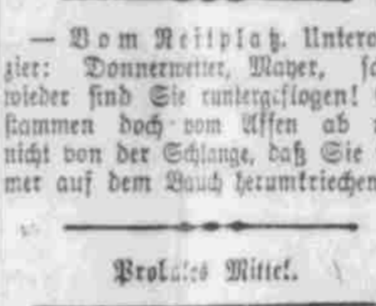 — Vom Reitplatz. Untero
zier: Donnerwetter, Mayer, s
wieder sind Sie runtergeflogen!
stammen doch vom Affen ab
nicht von der Schlange, daß Sie
mer auf dem Bauch herumkriechen
Probates Mittel.